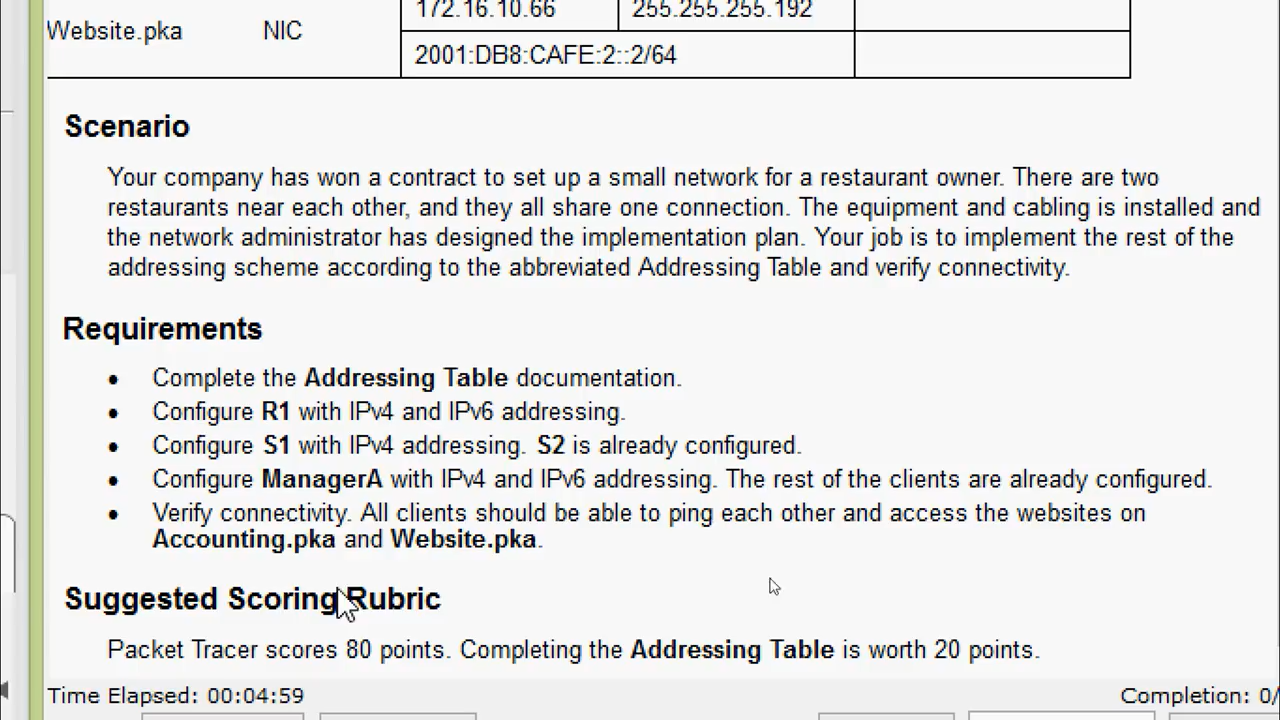 172.16.10.66 255.255.255.192
Website.pka NIC
2001:DB8:CAFE:2::2/64
Scenario
Your company has won a contract to set up a small network for a restaurant owner. There are two
restaurants near each other, and they all share one connection. The equipment and cabling is installed and
the network administrator has designed the implementation plan. Your job is to implement the rest of the
addressing scheme according to the abbreviated Addressing Table and verify connectivity.
Requirements
• Complete the Addressing Table documentation.
• Configure R1 with IPv4 and IPv6 addressing.
• Configure S1 with IPv4 addressing. S2 is already configured.
• Configure ManagerA with IPv4 and IPv6 addressing. The rest of the clients are already configured.
• Verify connectivity. All clients should be able to ping each other and access the websites on
Accounting.pka and Website.pka.
Suggested Scoring Rubric
Packet Tracer scores 80 points. Completing the Addressing Table is worth 20 points.
Time Elapsed: 00:04:59 Completion: 0/